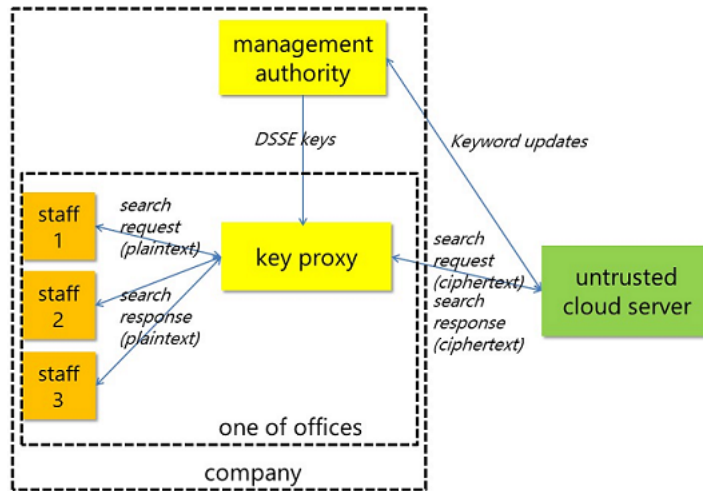 management
authority
DSSE keys
Keyword updates
staff
1
search
request
(plaintext)
key proxy
search
request
(ciphertext)
search
response
(ciphertext)
untrusted
cloud server
staff
2
search
response
(plaintext)
staff
3
one of offices
company